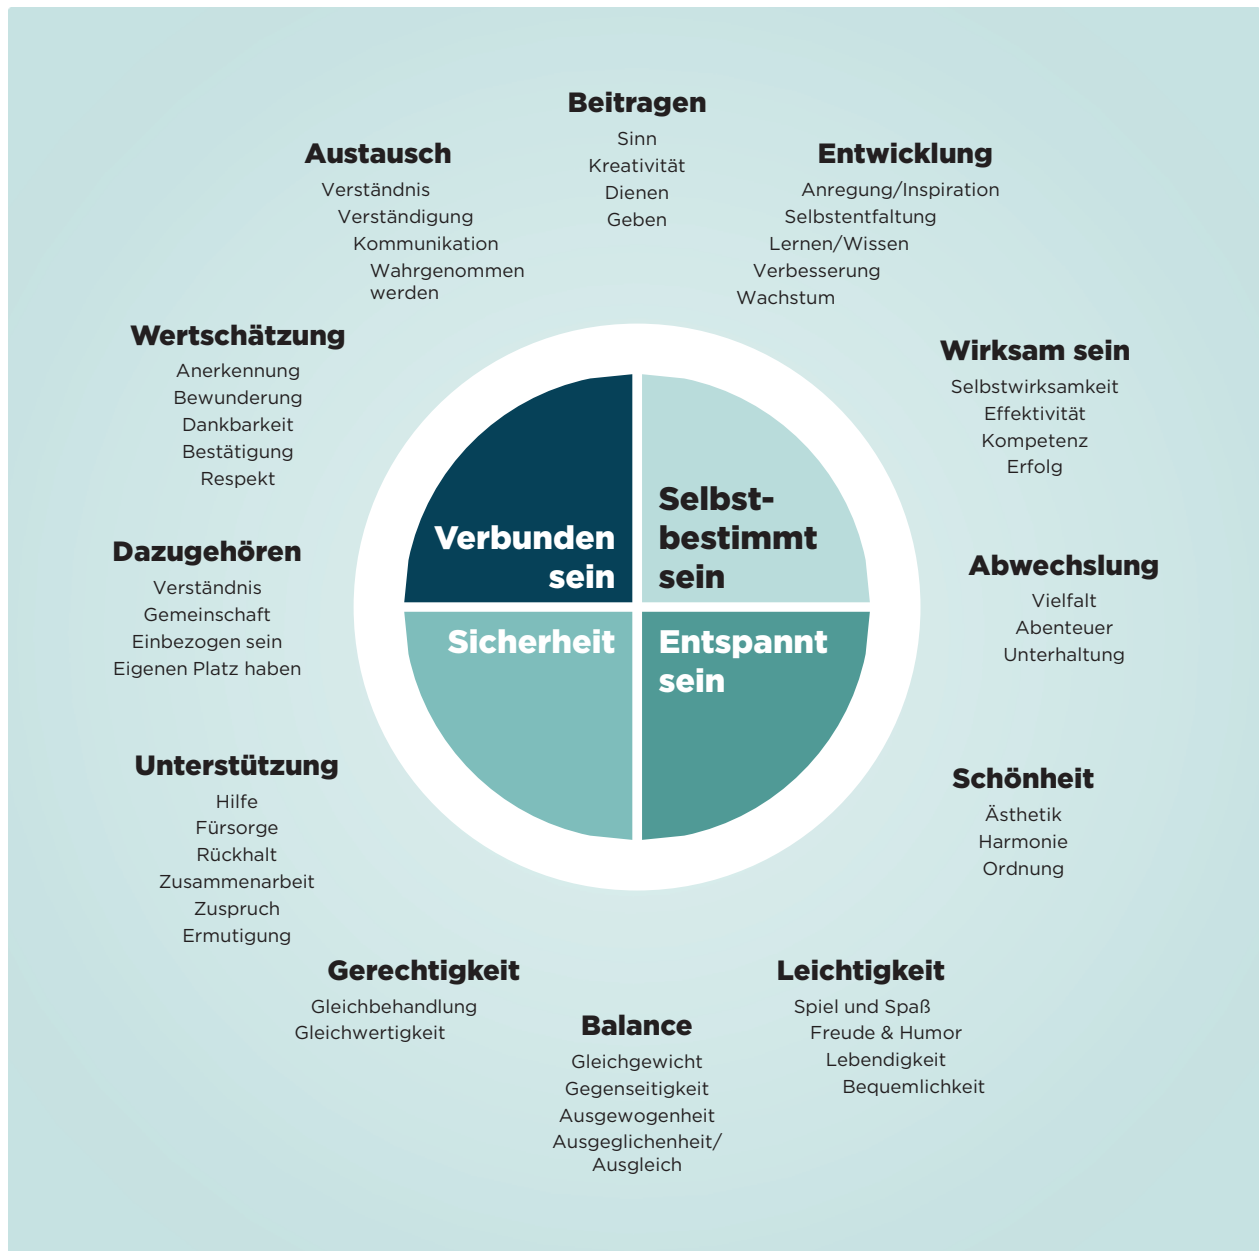 Beitragen
Sinn
Kreativität
Dienen
Geben
Austausch
Verständnis
Verständigung
Kommunikation
Wahrgenommen
werden
Entwicklung
Anregung/Inspiration
Selbstentfaltung
Lernen/Wissen
Verbesserung
Wachstum
Wertschätzung
Anerkennung
Bewunderung
Dankbarkeit
Bestätigung
Respekt
Wirksam sein
Selbstwirksamkeit
Effektivität
Kompetenz
Erfolg
Verbunden
sein
Selbst-
bestimmt
sein
Sicherheit
Entspannt
sein
Dazugehören
Verständnis
Gemeinschaft
Einbezogen sein
Eigenen Platz haben
Abwechslung
Vielfalt
Abenteuer
Unterhaltung
Unterstützung
Hilfe
Fürsorge
Rückhalt
Zusammenarbeit
Zuspruch
Ermutigung
Schönheit
Ästhetik
Harmonie
Ordnung
Gerechtigkeit
Gleichbehandlung
Gleichwertigkeit
Balance
Gleichgewicht
Gegenseitigkeit
Ausgewogenheit
Ausgeglichenheit/
Ausgleich
Leichtigkeit
Spiel und Spaß
Freude & Humor
Lebendigkeit
Bequemlichkeit